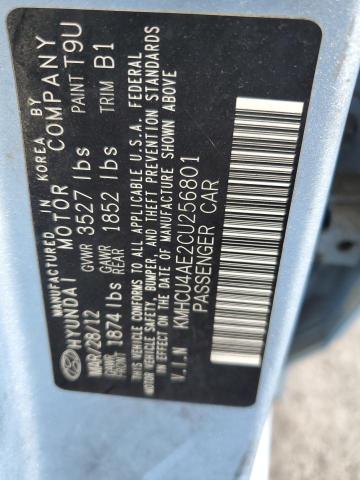 MANUFACTURED IN KOREA BY
HYUNDAI MOTOR COMPANY
MAR/28/12 GVWR 3527 lbs PAINT T9U
GAWR FRONT 1874 lbs GAWR REAR 1852 lbs TRIM B1
THIS VEHICLE CONFORMS TO ALL APPLICABLE U.S.A. FEDERAL
MOTOR VEHICLE SAFETY, BUMPER, AND THEFT PREVENTION STANDARDS
IN EFFECT ON THE DATE OF MANUFACTURE SHOWN ABOVE
V.I.N KMHCU4AE2CU256801
PASSENGER CAR